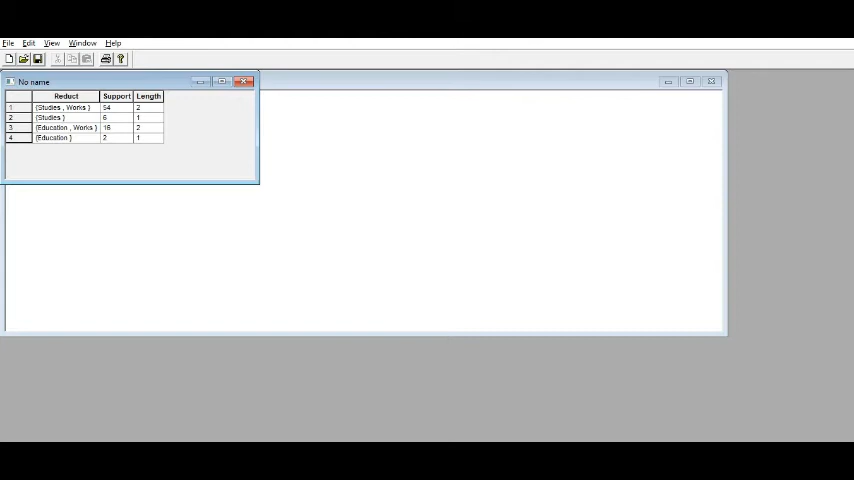 File Edit View Window Help
No name
Reduct Support Length
1 {Studies , Works } 54 2
2 {Studies } 6 1
3 {Education , Works } 16 2
4 {Education } 2 1